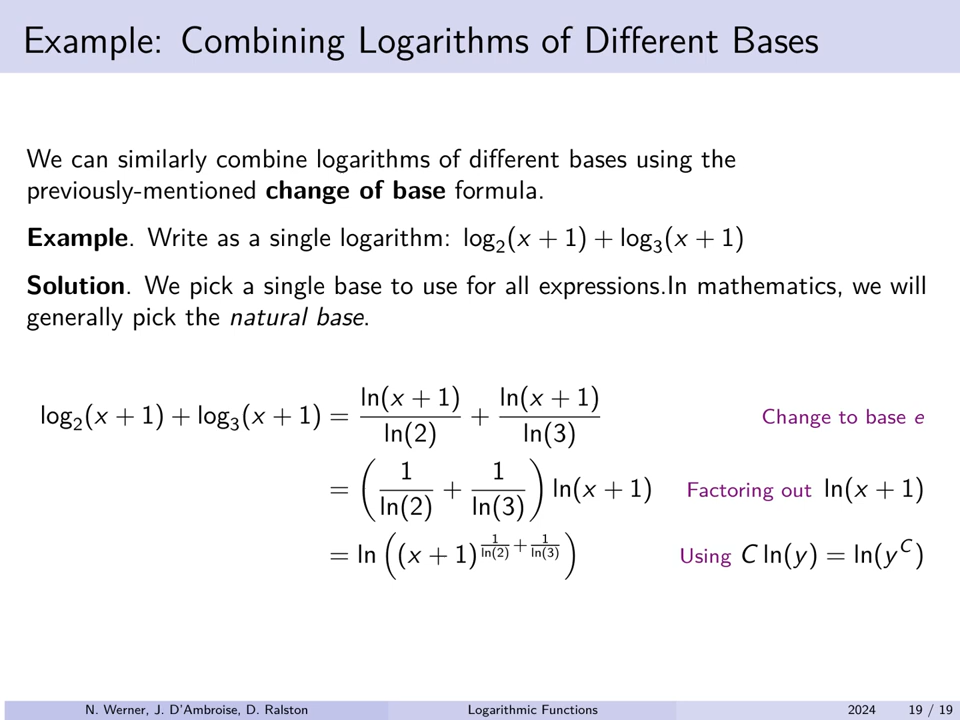 Example: Combining Logarithms of Different Bases
We can similarly combine logarithms of different bases using the
previously-mentioned change of base formula.
Example. Write as a single logarithm: log₂(x + 1) + log₃(x + 1)
Solution. We pick a single base to use for all expressions.In mathematics, we will
generally pick the natural base.
log₂(x + 1) + log₃(x + 1) = ln(x + 1)/ln(2) + ln(x + 1)/ln(3) Change to base e
= (1/ln(2) + 1/ln(3)) ln(x + 1) Factoring out ln(x + 1)
= ln((x + 1)^(1/ln(2) + 1/ln(3))) Using C ln(y) = ln(y^C)
N. Werner, J. D'Ambroise, D. Ralston Logarithmic Functions 2024 19 / 19